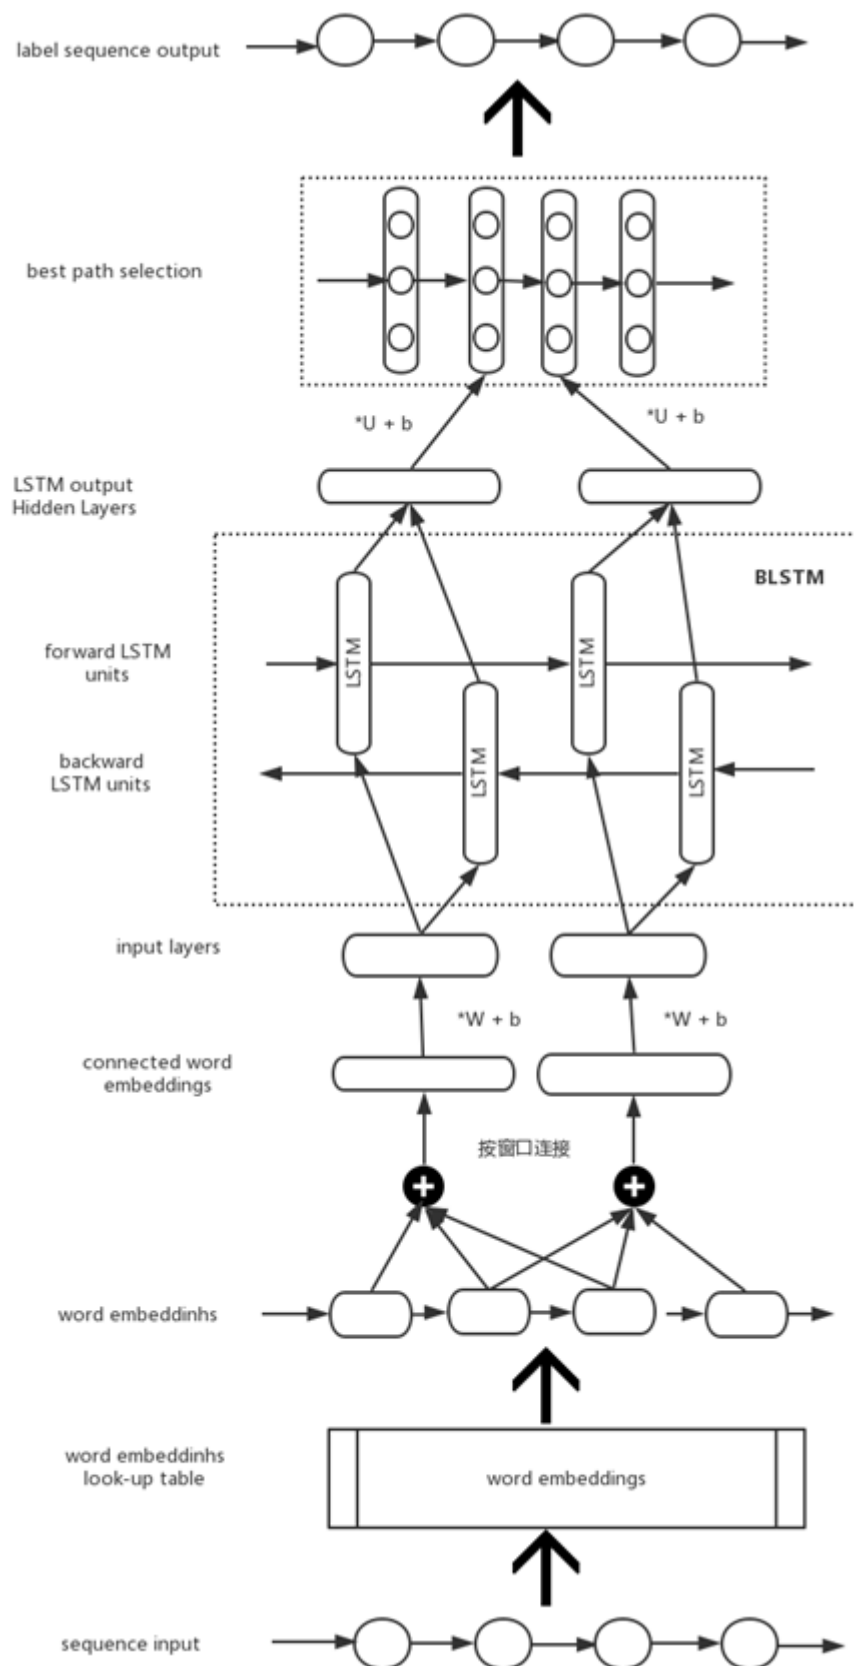 label sequence output
best path selection
*U + b
*U + b
LSTM output
Hidden Layers
BLSTM
forward LSTM
units
LSTM
LSTM
backward
LSTM units
LSTM
LSTM
input layers
*W + b
*W + b
connected word
embeddings
按窗口连接
word embeddinhs
word embeddinhs
look-up table
word embeddings
sequence input